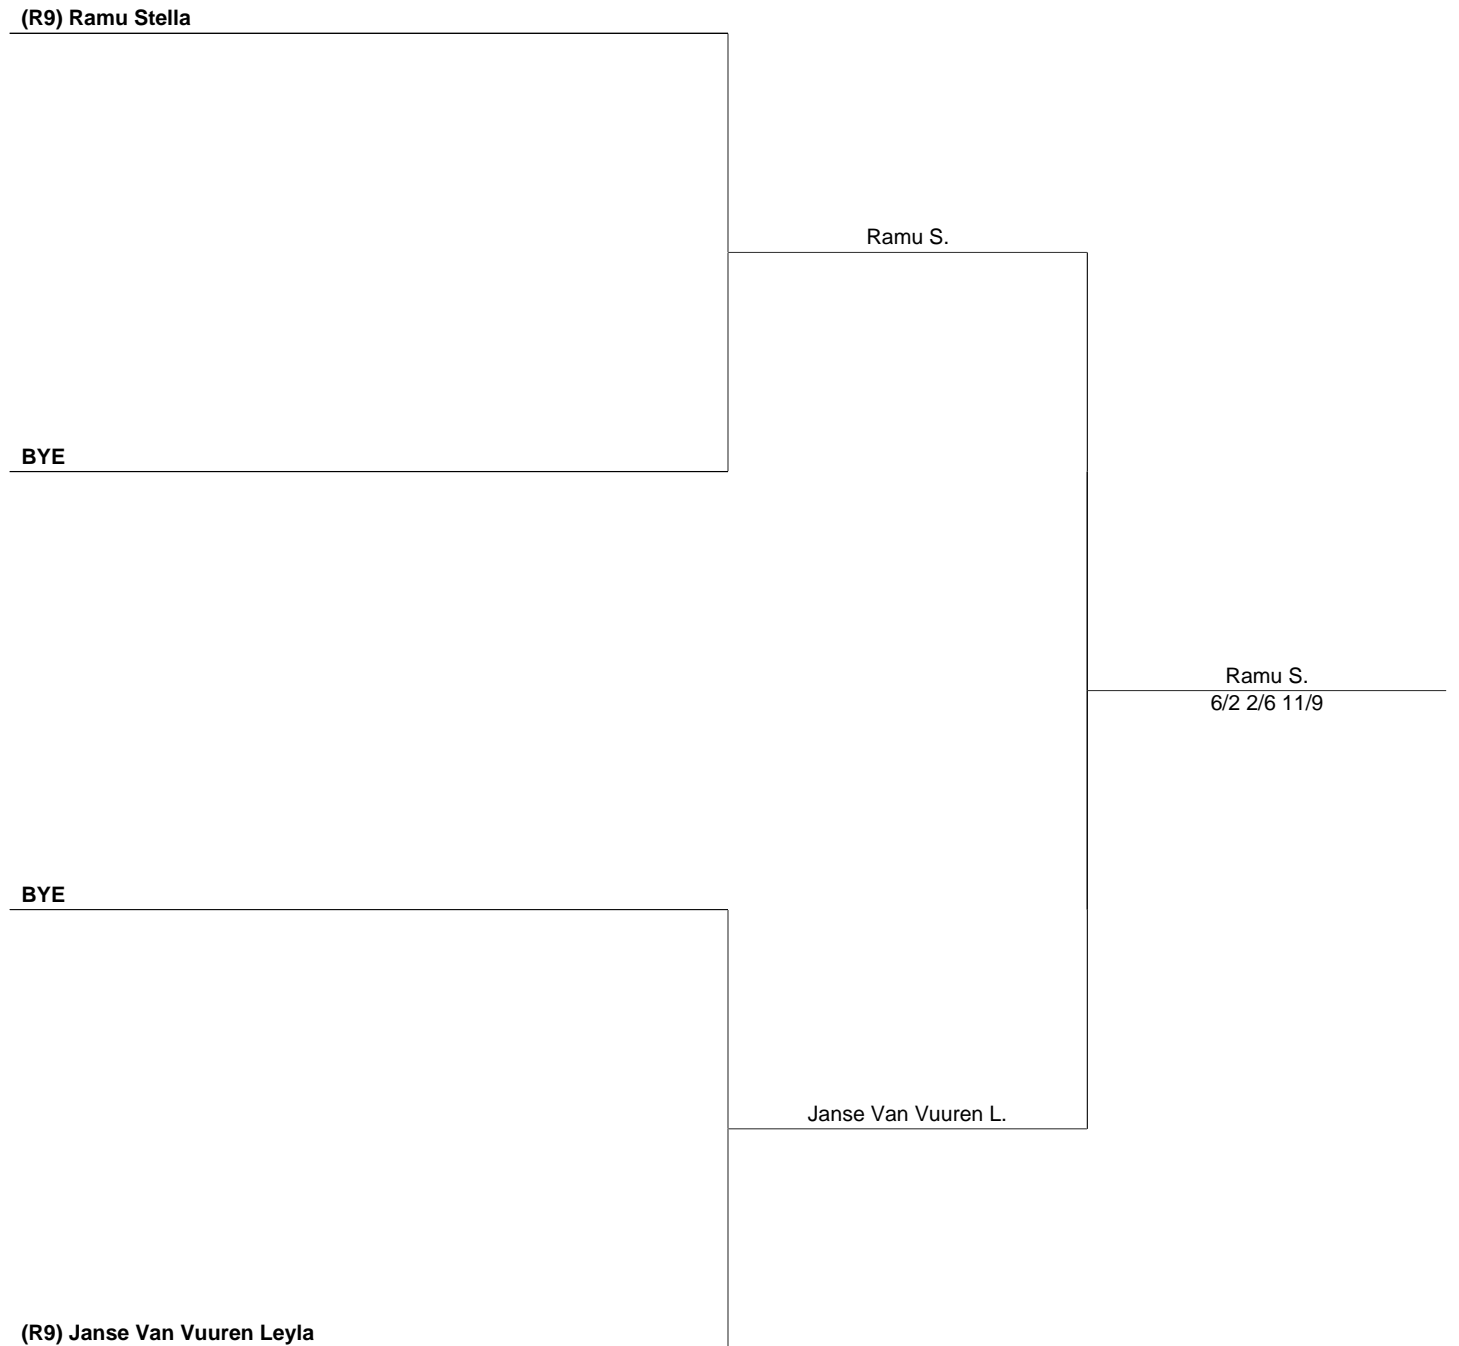 (R9) Ramu Stella
Ramu S.
BYE
Ramu S.
6/2 2/6 11/9
BYE
Janse Van Vuuren L.
(R9) Janse Van Vuuren Leyla